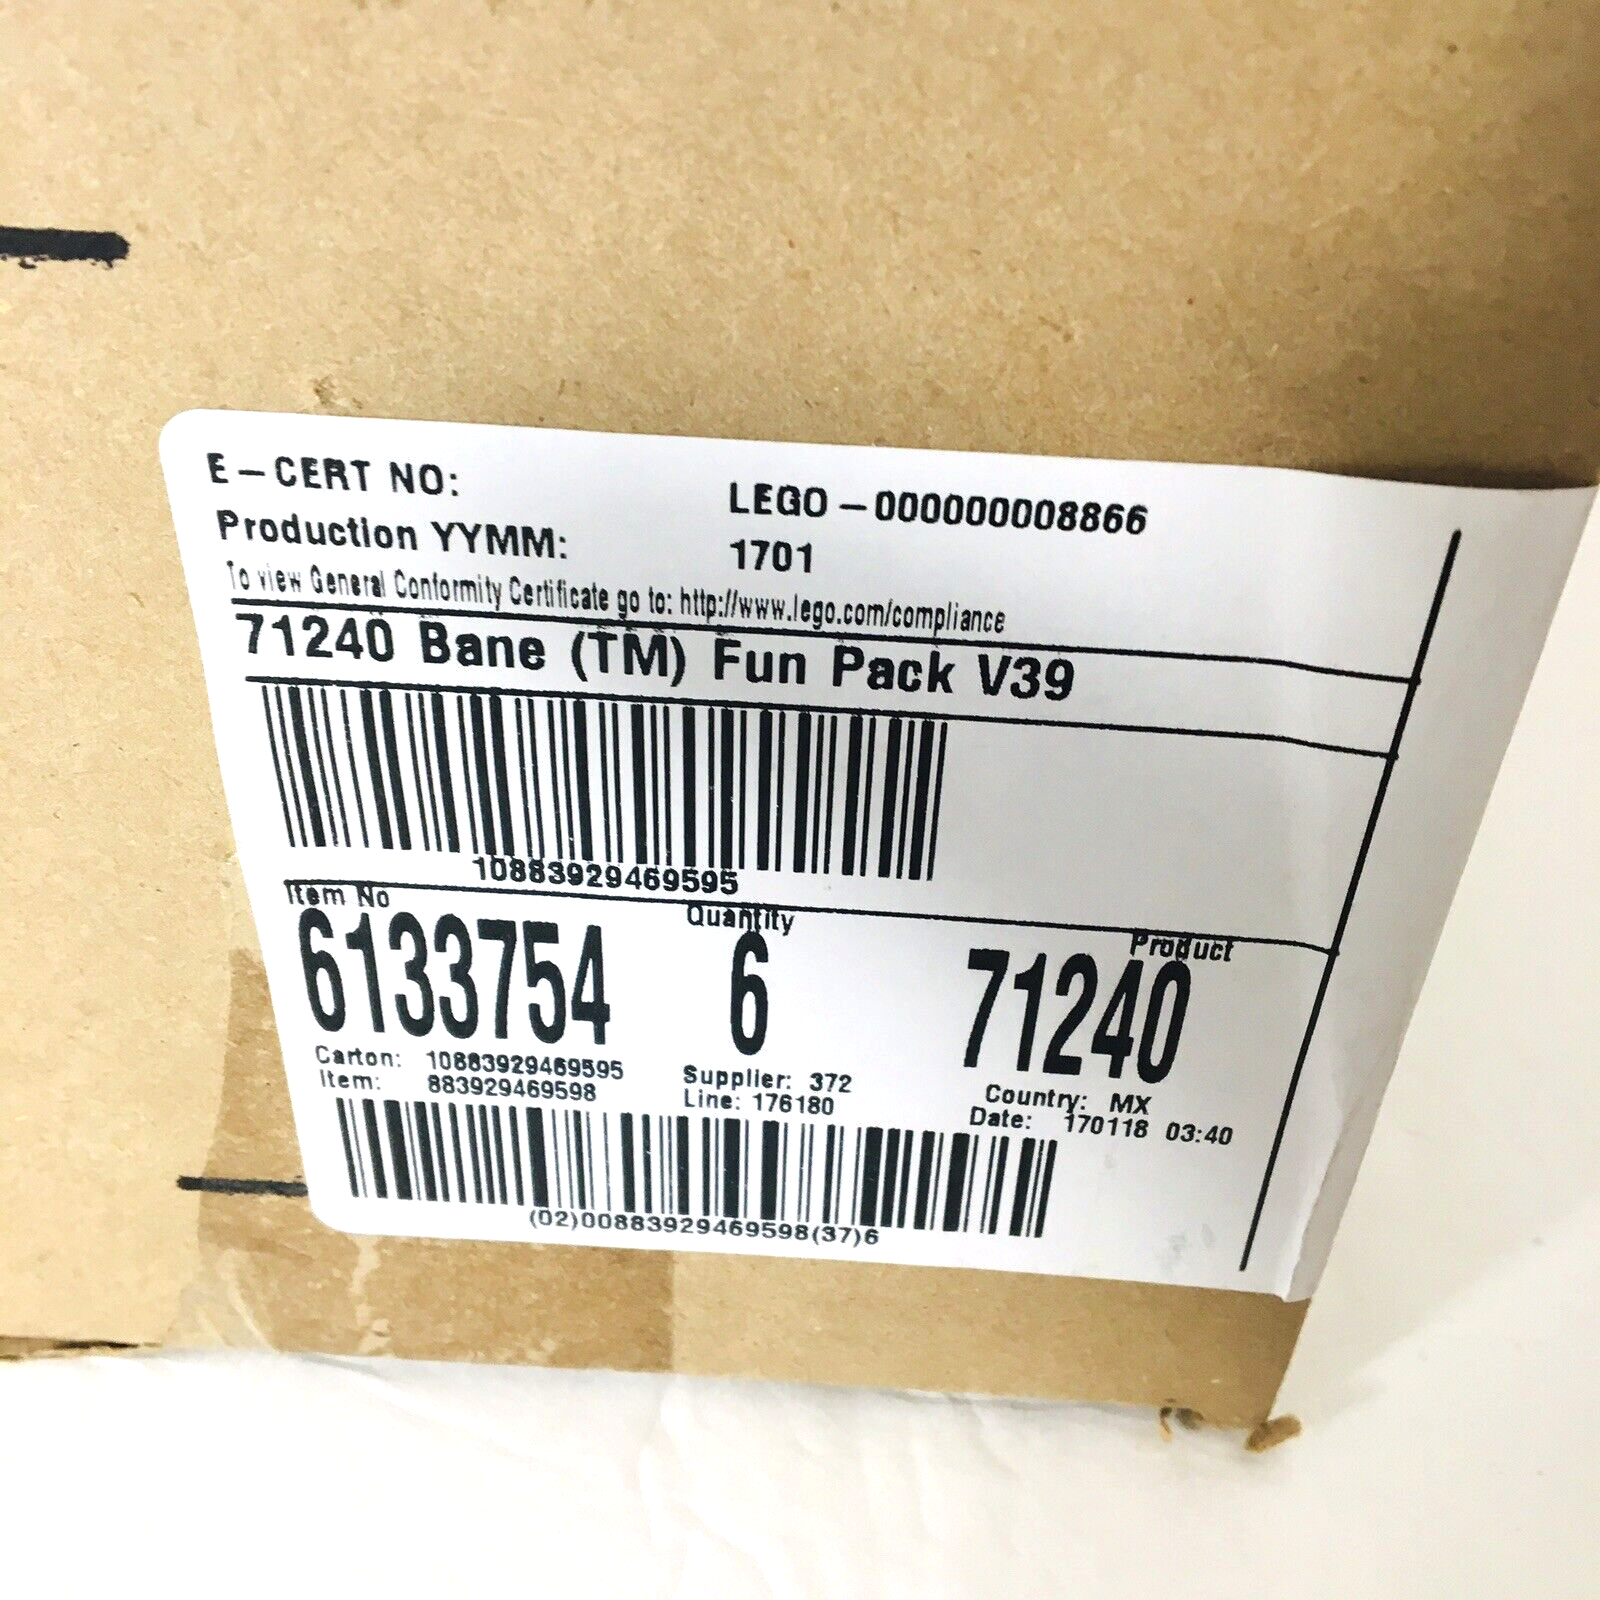 E-CERT NO: LEGO-000000008866
Production YYMM: 1701
To view General Conformity Certificate go to: http://www.lego.com/compliance
71240 Bane (TM) Fun Pack V39
10883929469595
Item No Quantity Product
6133754 6 71240
Carton: 10883929469595 Supplier: 372 Country: MX
Item: 883929469598 Line: 176180 Date: 170118 03:40
(02)00883929469598(37)6